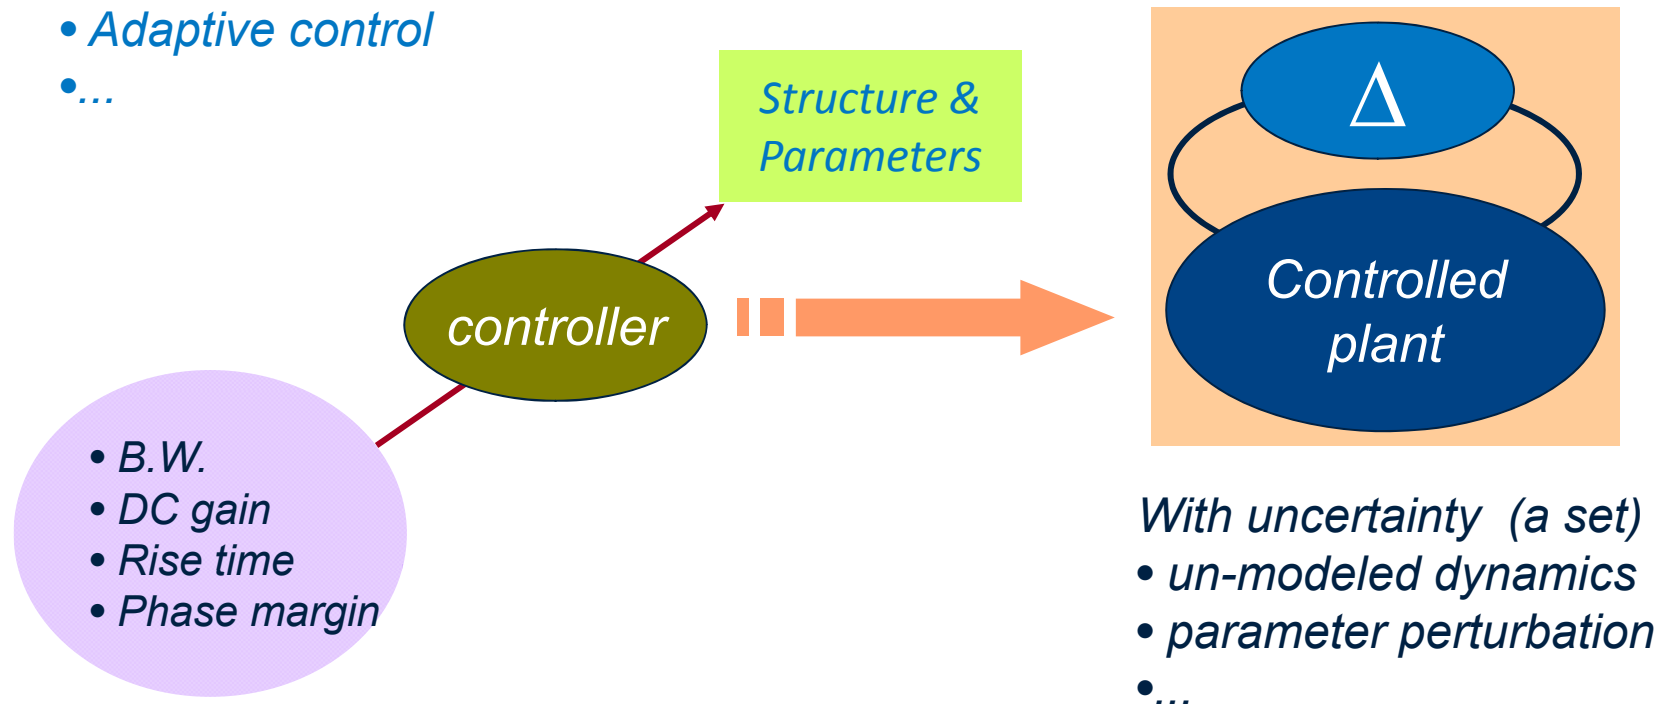 • Adaptive control
•...
Structure &
Parameters
Δ
Controlled
plant
controller
• B.W.
• DC gain
• Rise time
• Phase margin
With uncertainty (a set)
• un-modeled dynamics
• parameter perturbation
•...